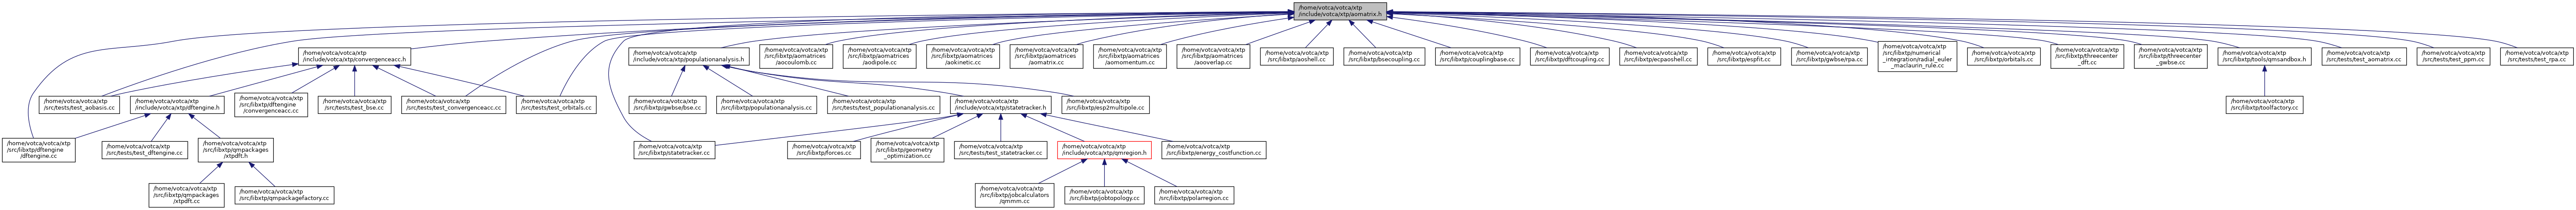 /home/votca/votca/xtp
/include/votca/xtp/aomatrix.h
/home/votca/votca/xtp
/include/votca/xtp/convergenceacc.h
/home/votca/votca/xtp
/include/votca/xtp/populationanalysis.h
/home/votca/votca/xtp
/src/libxtp/aomatrices
/aocoulomb.cc
/home/votca/votca/xtp
/src/libxtp/aomatrices
/aodipole.cc
/home/votca/votca/xtp
/src/libxtp/aomatrices
/aokinetic.cc
/home/votca/votca/xtp
/src/libxtp/aomatrices
/aomatrix.cc
/home/votca/votca/xtp
/src/libxtp/aomatrices
/aomomentum.cc
/home/votca/votca/xtp
/src/libxtp/aomatrices
/aooverlap.cc
/home/votca/votca/xtp
/src/libxtp/aoshell.cc
/home/votca/votca/xtp
/src/libxtp/bsecoupling.cc
/home/votca/votca/xtp
/src/libxtp/couplingbase.cc
/home/votca/votca/xtp
/src/libxtp/dftcoupling.cc
/home/votca/votca/xtp
/src/libxtp/ecpaoshell.cc
/home/votca/votca/xtp
/src/libxtp/espfit.cc
/home/votca/votca/xtp
/src/libxtp/gwbse/rpa.cc
/home/votca/votca/xtp
/src/libxtp/numerical
_integration/radial_euler
_maclaurin_rule.cc
/home/votca/votca/xtp
/src/libxtp/orbitals.cc
/home/votca/votca/xtp
/src/libxtp/threecenter
_dft.cc
/home/votca/votca/xtp
/src/libxtp/threecenter
_gwbse.cc
/home/votca/votca/xtp
/src/libxtp/tools/qmsandbox.h
/home/votca/votca/xtp
/src/tests/test_aomatrix.cc
/home/votca/votca/xtp
/src/tests/test_ppm.cc
/home/votca/votca/xtp
/src/tests/test_rpa.cc
/home/votca/votca/xtp
/src/tests/test_aobasis.cc
/home/votca/votca/xtp
/include/votca/xtp/dftengine.h
/home/votca/votca/xtp
/src/libxtp/dftengine
/convergenceacc.cc
/home/votca/votca/xtp
/src/tests/test_bse.cc
/home/votca/votca/xtp
/src/tests/test_convergenceacc.cc
/home/votca/votca/xtp
/src/tests/test_orbitals.cc
/home/votca/votca/xtp
/src/libxtp/gwbse/bse.cc
/home/votca/votca/xtp
/src/libxtp/populationanalysis.cc
/home/votca/votca/xtp
/src/tests/test_populationanalysis.cc
/home/votca/votca/xtp
/include/votca/xtp/statetracker.h
/home/votca/votca/xtp
/src/libxtp/esp2multipole.cc
/home/votca/votca/xtp
/src/libxtp/toolfactory.cc
/home/votca/votca/xtp
/src/libxtp/dftengine
/dftengine.cc
/home/votca/votca/xtp
/src/tests/test_dftengine.cc
/home/votca/votca/xtp
/src/libxtp/qmpackages
/xtpdft.h
/home/votca/votca/xtp
/src/libxtp/statetracker.cc
/home/votca/votca/xtp
/src/libxtp/forces.cc
/home/votca/votca/xtp
/src/libxtp/geometry
_optimization.cc
/home/votca/votca/xtp
/src/tests/test_statetracker.cc
/home/votca/votca/xtp
/include/votca/xtp/qmregion.h
/home/votca/votca/xtp
/src/libxtp/energy_costfunction.cc
/home/votca/votca/xtp
/src/libxtp/qmpackages
/xtpdft.cc
/home/votca/votca/xtp
/src/libxtp/qmpackagefactory.cc
/home/votca/votca/xtp
/src/libxtp/jobcalculators
/qmmm.cc
/home/votca/votca/xtp
/src/libxtp/jobtopology.cc
/home/votca/votca/xtp
/src/libxtp/polarregion.cc